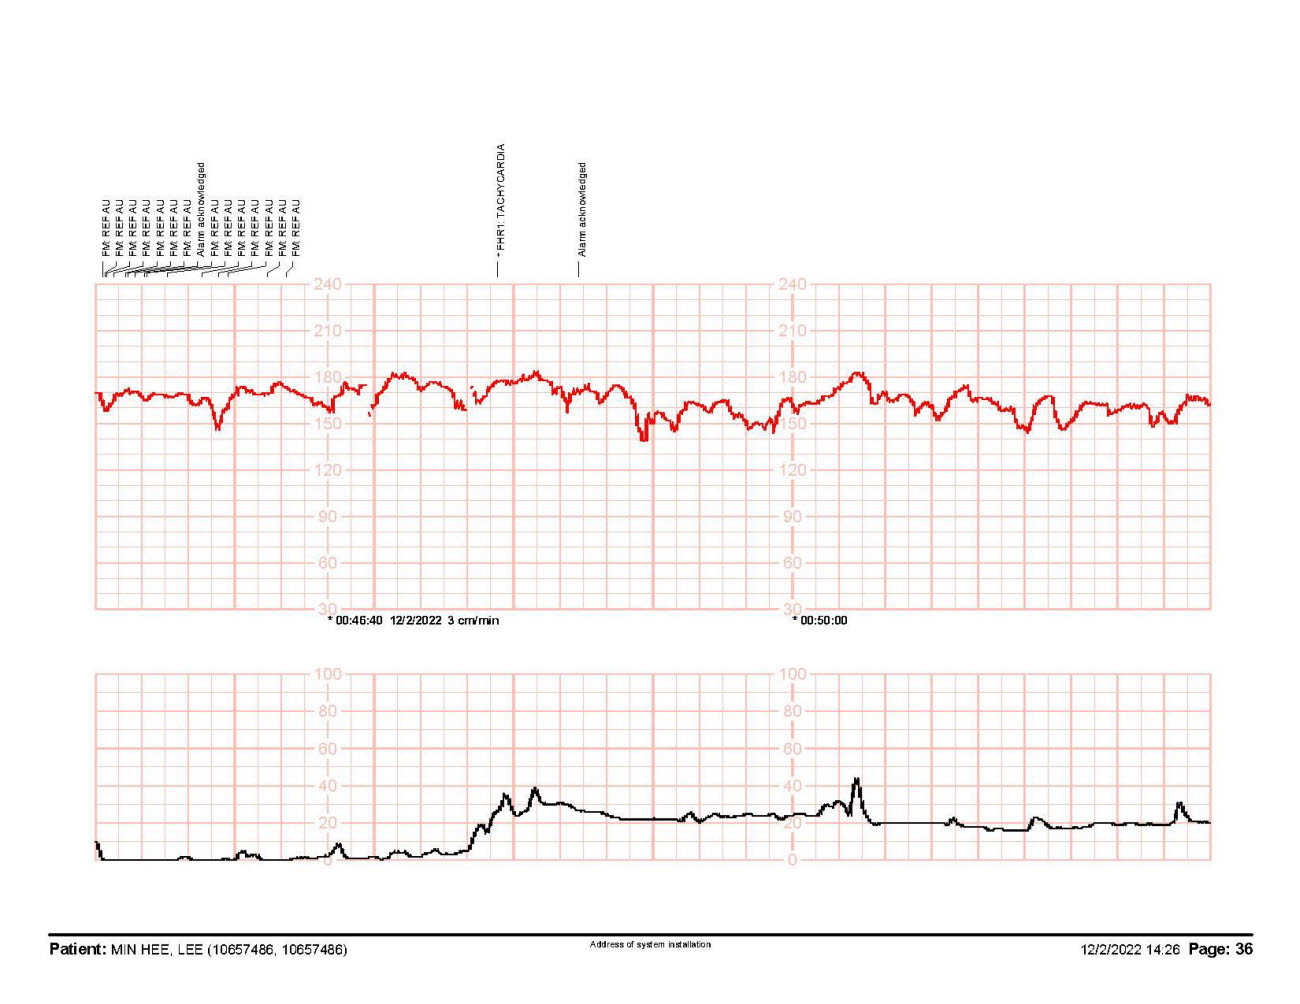 FM: REF AU
FM: REF AU
FM: REF AU
FM: REF AU
FM: REF AU
FM: REF AU
FM: REF AU
Alarm acknowledged
FM: REF AU
FM: REF AU
FM: REF AU
FM: REF AU
FM: REF AU
FM: REF AU
FM: REF AU
* FHR1: TACHYCARDIA
Alarm acknowledged
240 240
210 210
180 180
150 150
120 120
90 90
60 60
30 30
* 00:46:40 12/2/2022 3 cm/min * 00:50:00
100 100
80 80
60 60
40 40
20 20
0 0
Patient: MIN HEE, LEE (10657486, 10657486) Address of system installation 12/2/2022 14:26 Page: 36